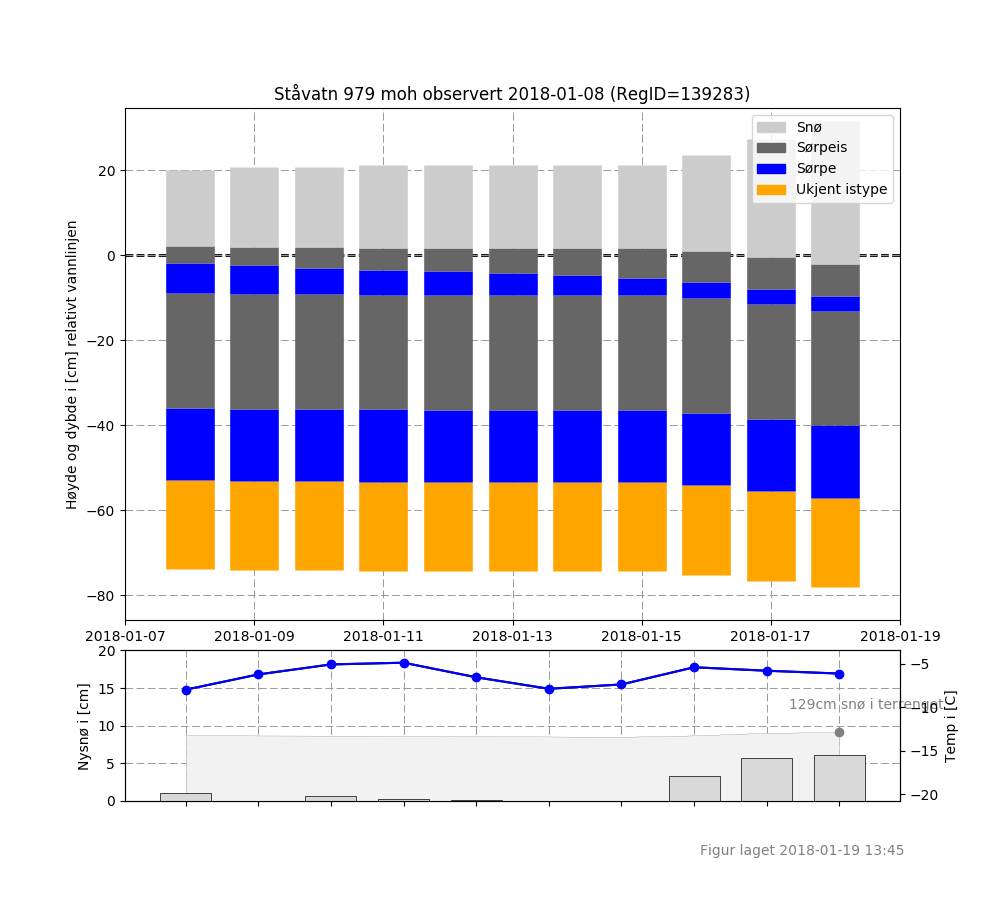 Ståvatn 979 moh observert 2018-01-08 (RegID=139283)
Snø
Sørpeis
Sørpe
Ukjent istype
Høyde og dybde i [cm] relativt vannlinjen
20
0
−20
−40
−60
−80
2018-01-07 2018-01-09 2018-01-11 2018-01-13 2018-01-15 2018-01-17 2018-01-19
Nysnø i [cm]
20
15
10
5
0
129cm snø i terrenget
−5
−10
−15
−20
Temp i [C]
Figur laget 2018-01-19 13:45